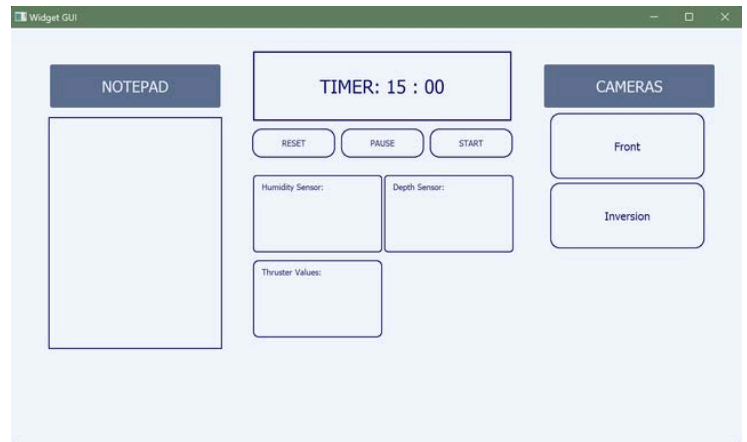 Widget GUI
NOTEPAD
TIMER: 15 : 00
CAMERAS
RESET
PAUSE
START
Front
Humidity Sensor:
Depth Sensor:
Inversion
Thruster Values: